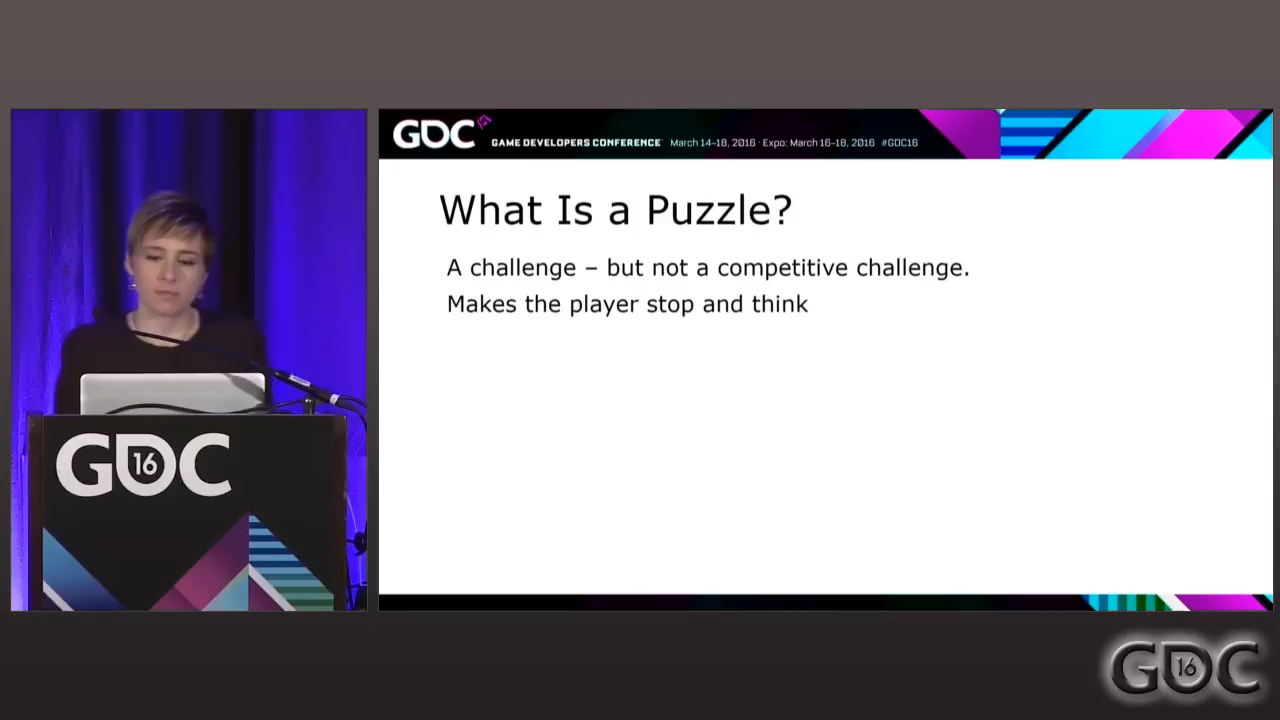 GDC
GAME DEVELOPERS CONFERENCE March 14–18, 2016 · Expo: March 16–18, 2016 #GDC16
What Is a Puzzle?
A challenge – but not a competitive challenge.
Makes the player stop and think
GDC 16
GDC 16